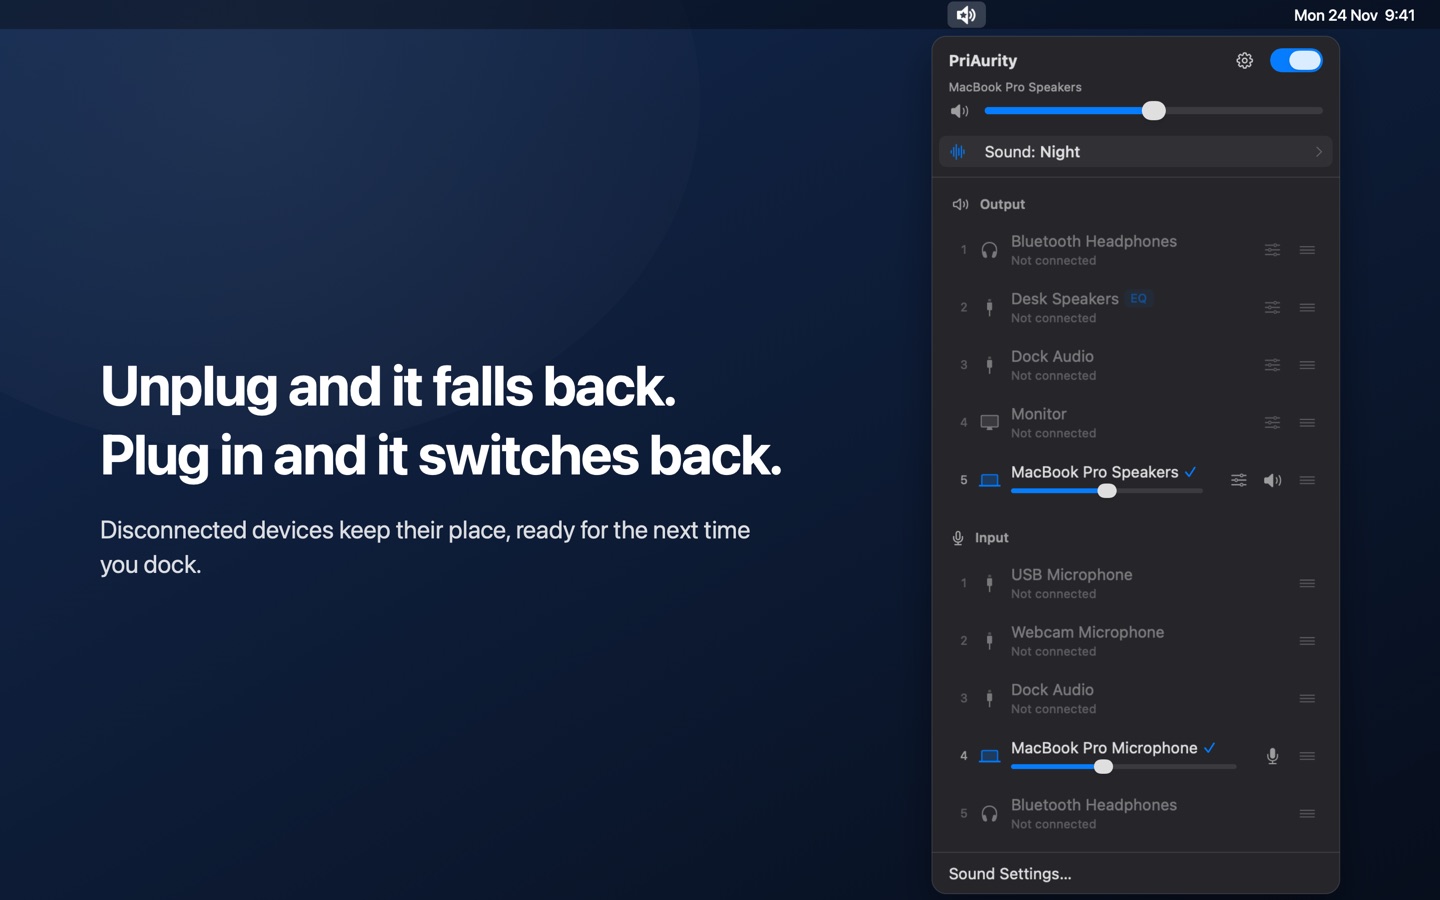 Mon 24 Nov 9:41
Unplug and it falls back.
Plug in and it switches back.
Disconnected devices keep their place, ready for the next time
you dock.
PriAurity
MacBook Pro Speakers
Sound: Night
Output
1 Bluetooth Headphones
Not connected
2 Desk Speakers EQ
Not connected
3 Dock Audio
Not connected
4 Monitor
Not connected
5 MacBook Pro Speakers
Input
1 USB Microphone
Not connected
2 Webcam Microphone
Not connected
3 Dock Audio
Not connected
4 MacBook Pro Microphone
5 Bluetooth Headphones
Not connected
Sound Settings...